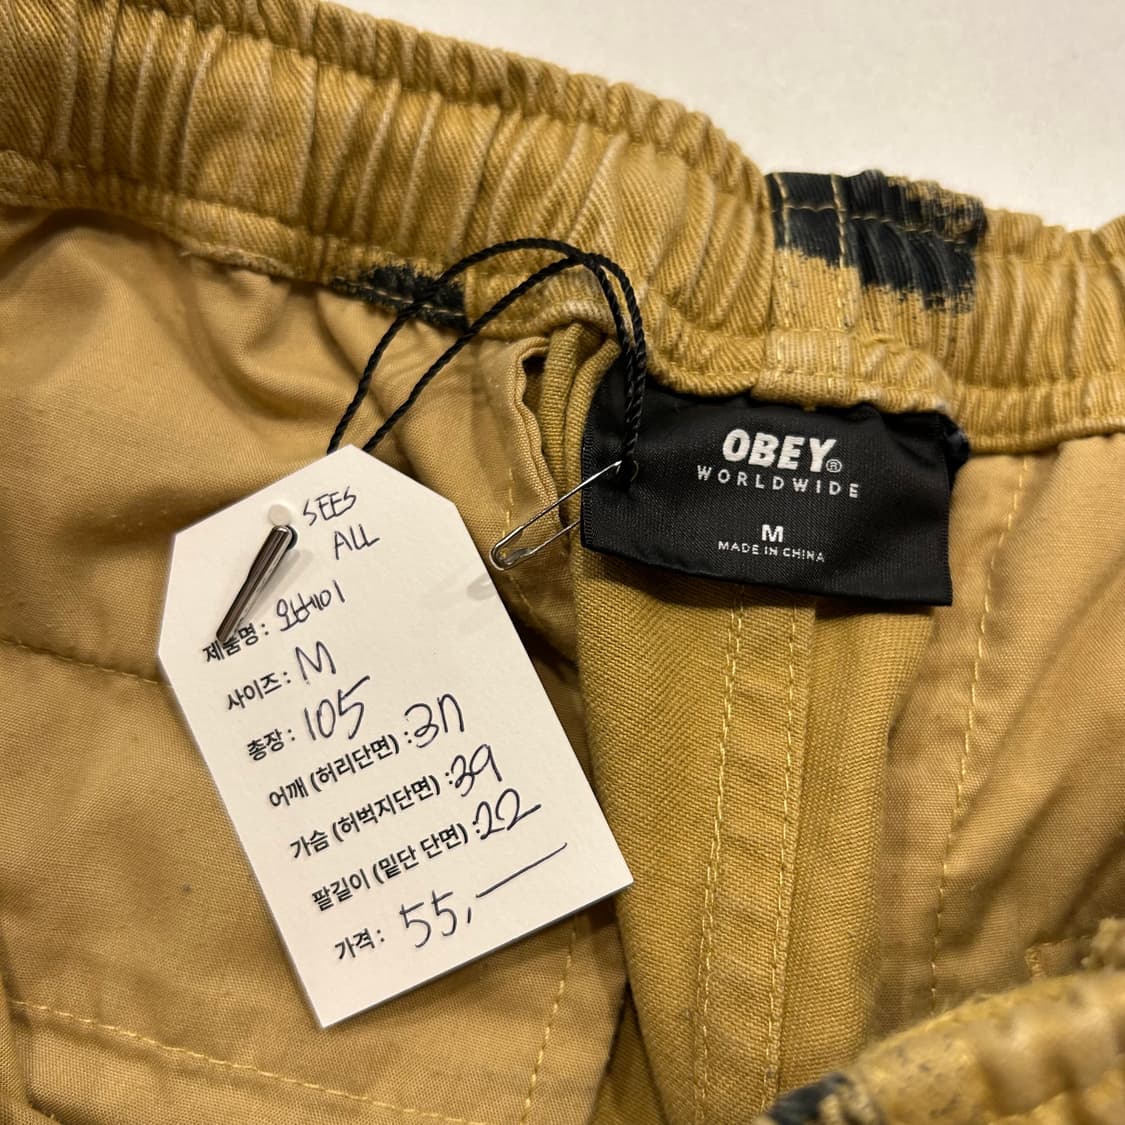 SEES
ALL
제품명: 오베이
사이즈: M
총장: 105
어깨 (허리단면) :37
가슴 (허벅지단면) :39
팔길이 (밑단 단면) :22
가격: 55,—
OBEY®
WORLDWIDE
M
MADE IN CHINA